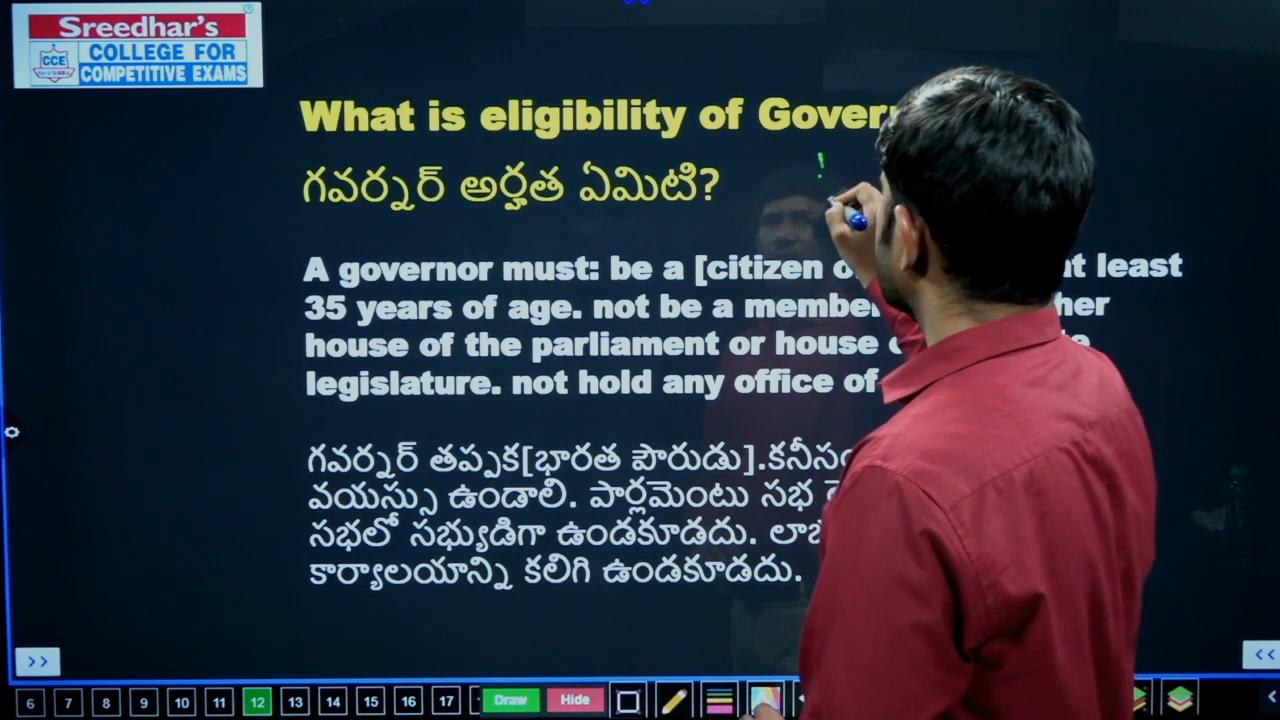 Sreedhar's
CCE
COLLEGE FOR
COMPETITIVE EXAMS
What is eligibility of Gover
గవర్నర్ అర్హత ఏమిటి?
A governor must: be a [citizen at least
35 years of age. not be a member her
house of the parliament or house
legislature. not hold any office of
గవర్నర్ తప్పక[భారత పౌరుడు].కనీస
వయస్సు ఉండాలి. పార్లమెంటు సభ
సభలో సభ్యుడిగా ఉండకూడదు. లాభ
కార్యాలయాన్ని కలిగి ఉండకూడదు.
>> <<
6 7 8 9 10 11 12 13 14 15 16 17 Draw Hide <